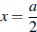 x = a/2